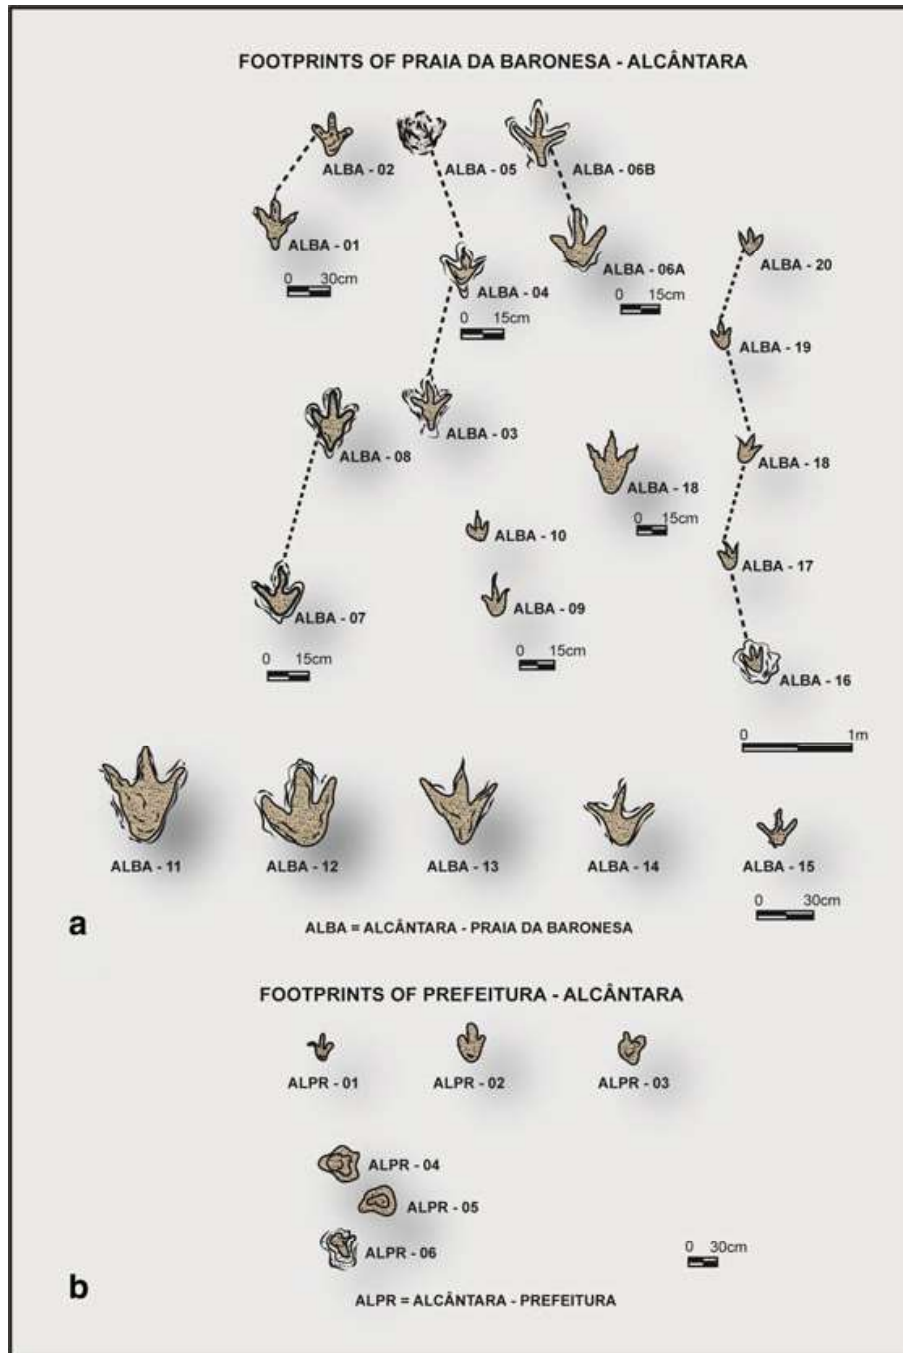 FOOTPRINTS OF PRAIA DA BARONESA - ALCÂNTARA
ALBA - 02
ALBA - 05
ALBA - 06B
ALBA - 01
ALBA - 06A
ALBA - 20
0 30cm
ALBA - 04
0 15cm
0 15cm
ALBA - 19
ALBA - 08
ALBA - 03
ALBA - 18
ALBA - 18
0 15cm
ALBA - 10
ALBA - 17
ALBA - 07
ALBA - 09
0 15cm
0 15cm
ALBA - 16
0 1m
ALBA - 11
ALBA - 12
ALBA - 13
ALBA - 14
ALBA - 15
0 30cm
a
ALBA = ALCÂNTARA - PRAIA DA BARONESA
FOOTPRINTS OF PREFEITURA - ALCÂNTARA
ALPR - 01
ALPR - 02
ALPR - 03
ALPR - 04
ALPR - 05
ALPR - 06
0 30cm
b
ALPR = ALCÂNTARA - PREFEITURA